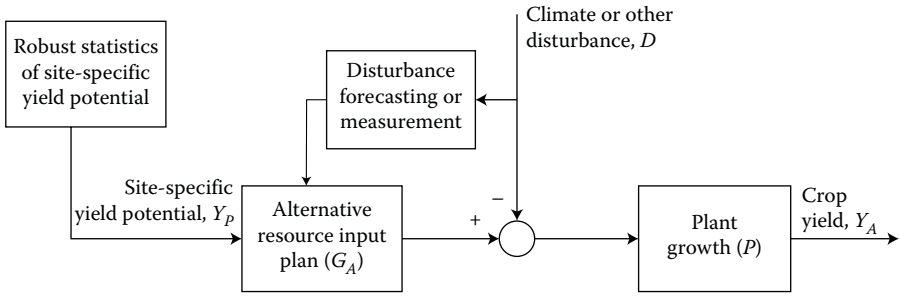 Robust statistics
of site-specific
yield potential
Climate or other
disturbance, D
Disturbance
forecasting or
measurement
Site-specific
yield potential, Y_P
Alternative
resource input
plan (G_A)
+
−
Plant
growth (P)
Crop
yield, Y_A